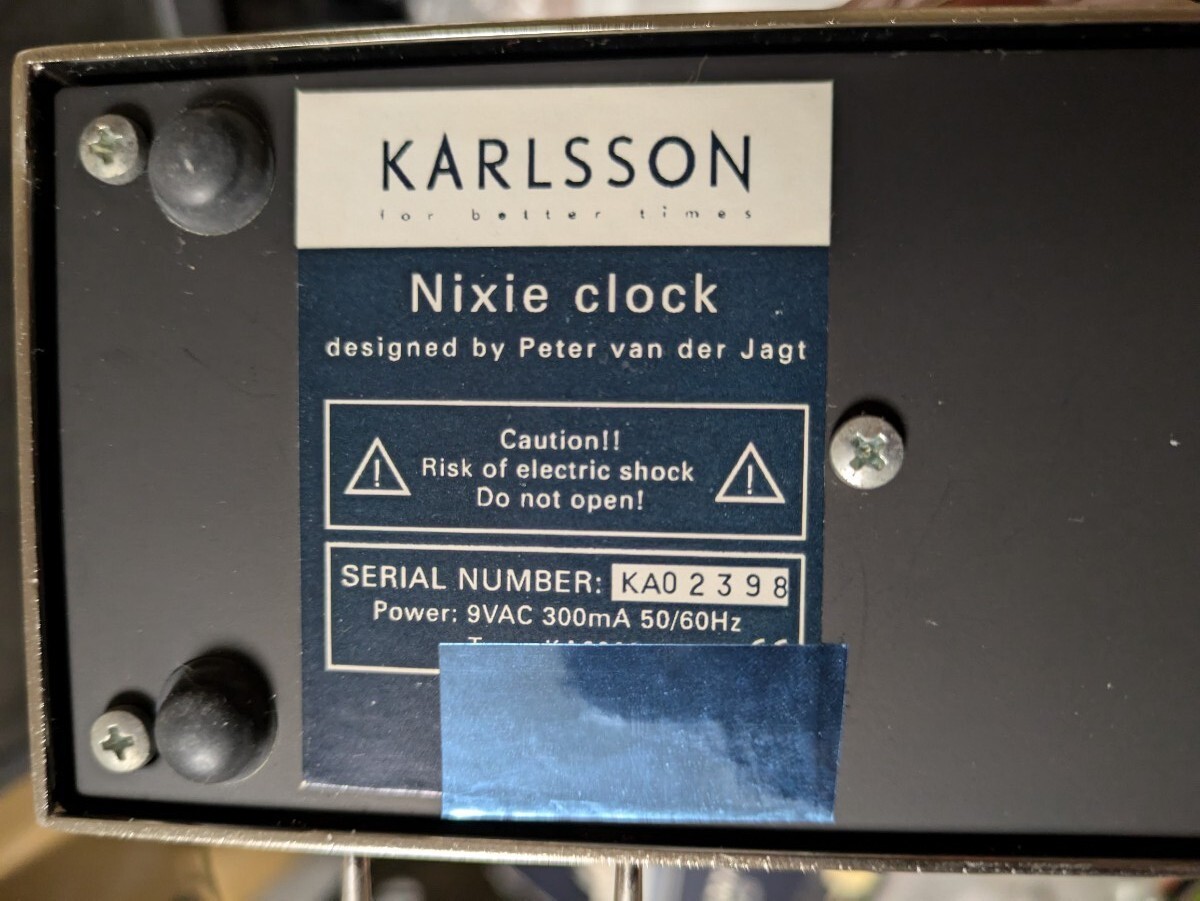 KARLSSON
for better times
Nixie clock
designed by Peter van der Jagt
Caution!!
Risk of electric shock
Do not open!
SERIAL NUMBER: KA02398
Power: 9VAC 300mA 50/60Hz